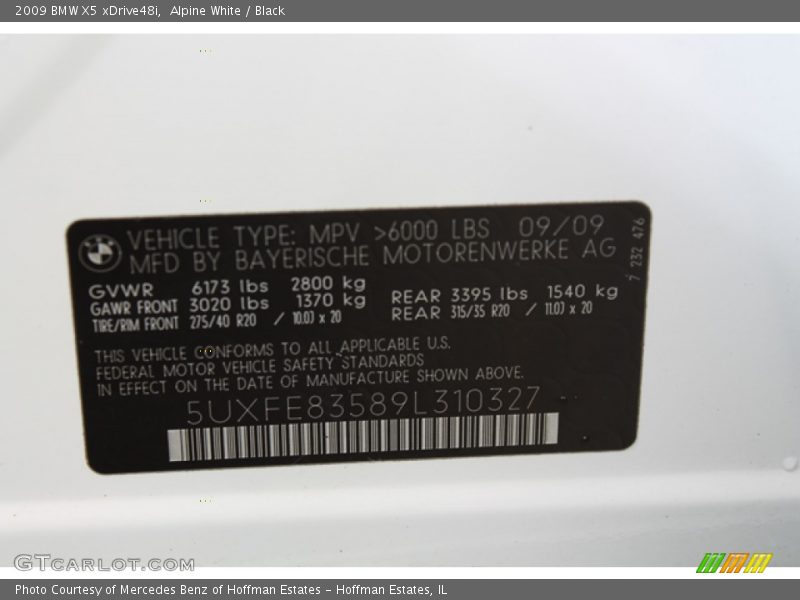 2009 BMW X5 xDrive48i, Alpine White / Black
VEHICLE TYPE: MPV >6000 LBS 09/09
MFD BY BAYERISCHE MOTORENWERKE AG
7 232 476
GVWR 6173 lbs 2800 kg
GAWR FRONT 3020 lbs 1370 kg REAR 3395 lbs 1540 kg
TIRE/RIM FRONT 275/40 R20 / 10.0J x 20 REAR 315/35 R20 / 11.0J x 20
THIS VEHICLE CONFORMS TO ALL APPLICABLE U.S.
FEDERAL MOTOR VEHICLE SAFETY STANDARDS
IN EFFECT ON THE DATE OF MANUFACTURE SHOWN ABOVE.
5UXFE83589L310327
GTCARLOT.COM
Photo Courtesy of Mercedes Benz of Hoffman Estates - Hoffman Estates, IL